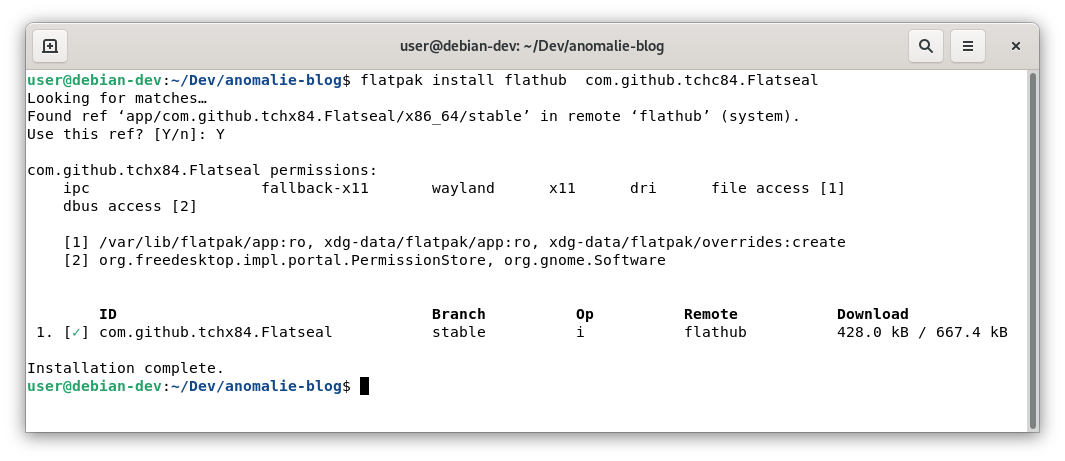 user@debian-dev: ~/Dev/anomalie-blog
user@debian-dev:~/Dev/anomalie-blog$ flatpak install flathub  com.github.tchc84.Flatseal
Looking for matches…
Found ref ‘app/com.github.tchx84.Flatseal/x86_64/stable’ in remote ‘flathub’ (system).
Use this ref? [Y/n]: Y
com.github.tchx84.Flatseal permissions:
ipc fallback-x11 wayland x11 dri file access [1]
dbus access [2]
[1] /var/lib/flatpak/app:ro, xdg-data/flatpak/app:ro, xdg-data/flatpak/overrides:create
[2] org.freedesktop.impl.portal.PermissionStore, org.gnome.Software
ID Branch Op Remote Download
1. [✓] com.github.tchx84.Flatseal stable i flathub 428.0 kB / 667.4 kB
Installation complete.
user@debian-dev:~/Dev/anomalie-blog$